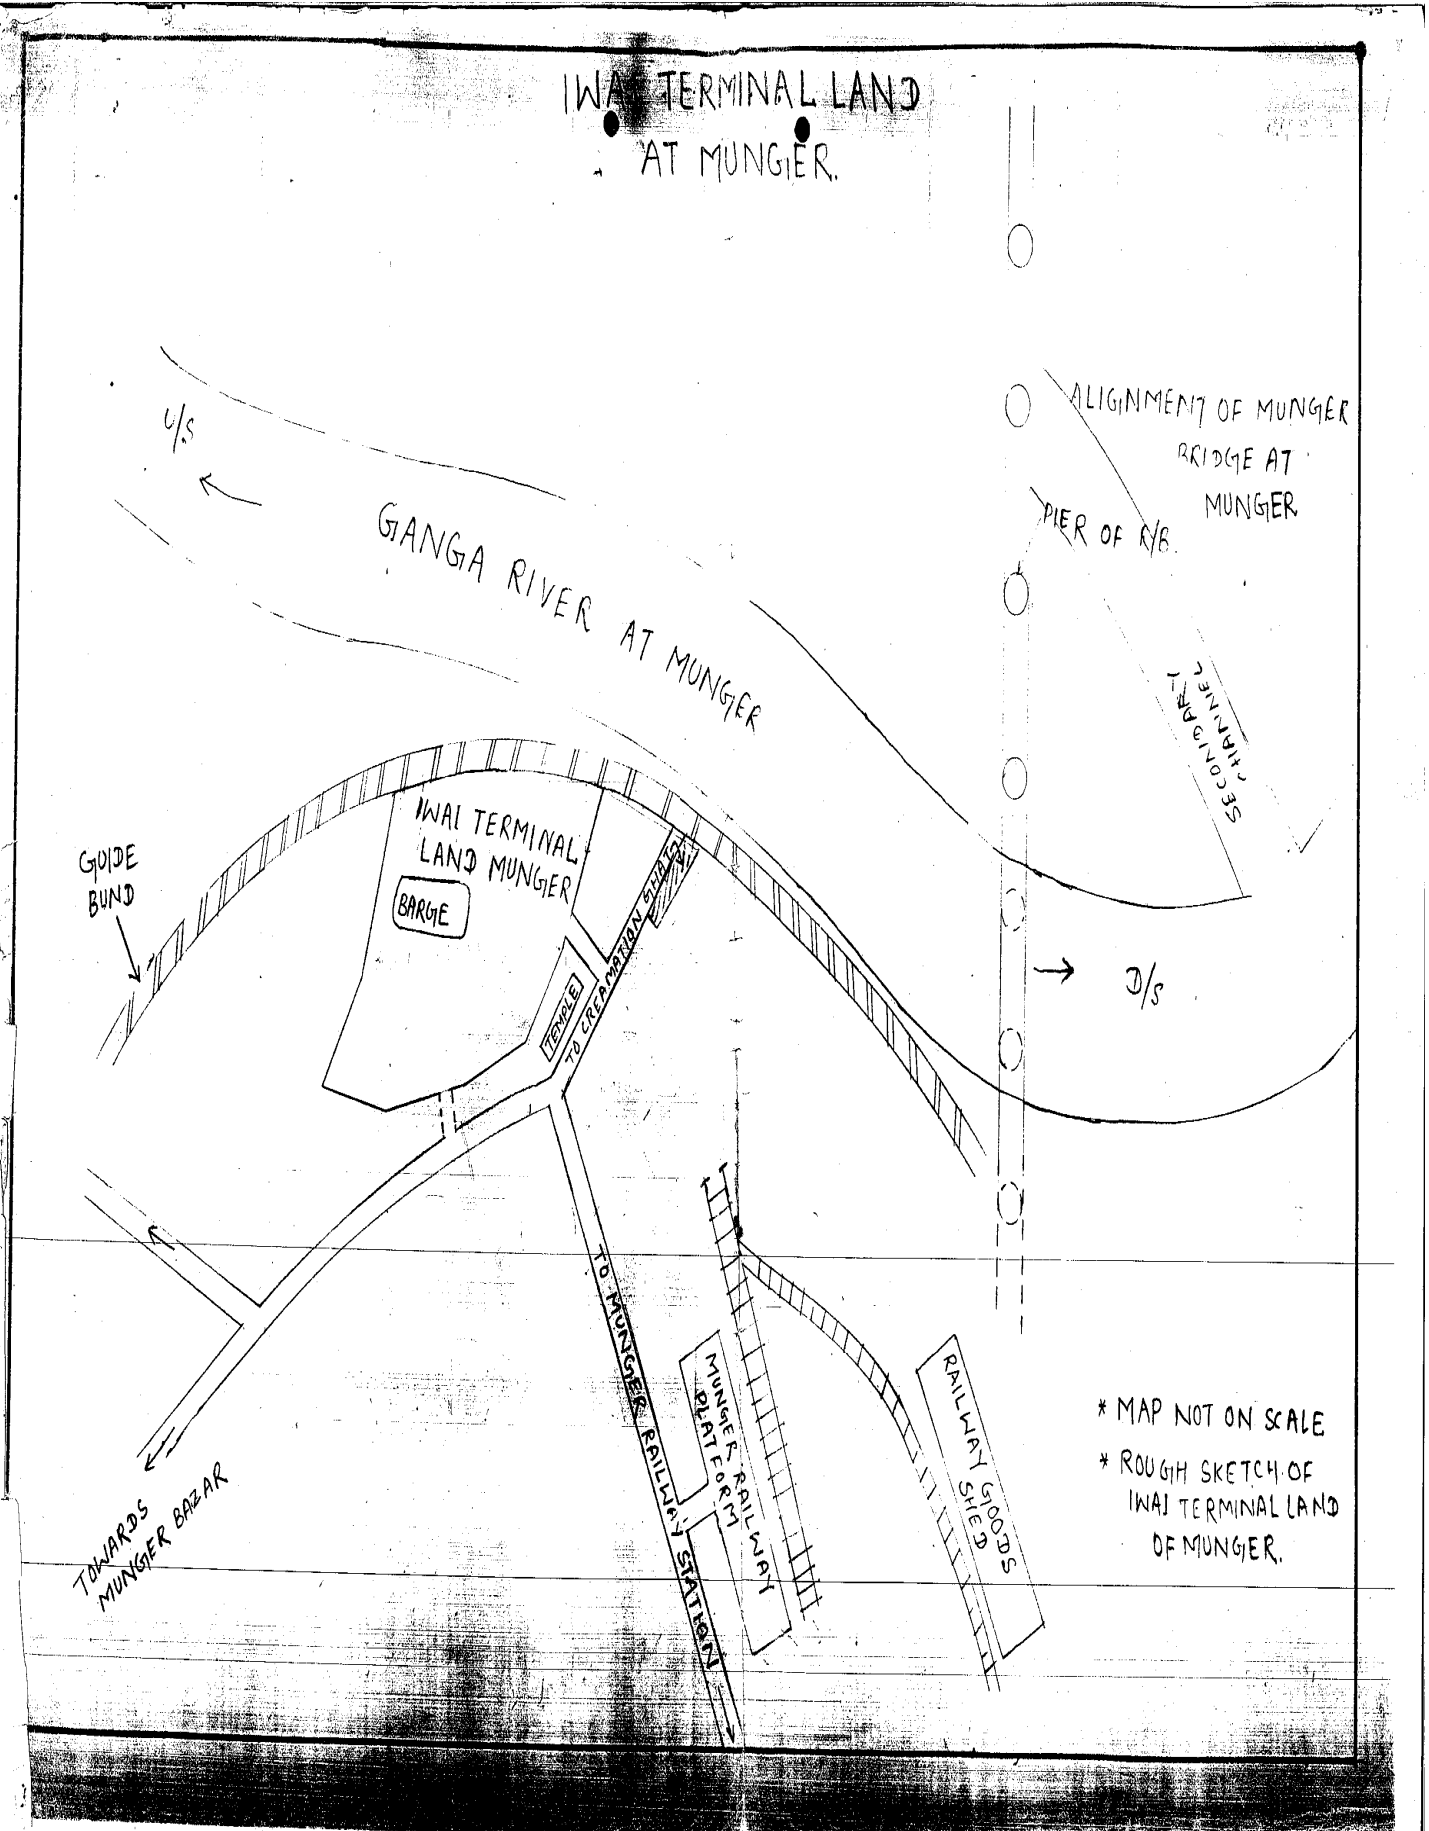 IWAI TERMINAL LAND
AT MUNGER.
U/S
ALIGNMENT OF MUNGER
BRIDGE AT
MUNGER
PIER OF R/B.
GANGA RIVER AT MUNGER
SECONDARY
CHANNEL
IWAI TERMINAL
LAND MUNGER
BARGE
GUIDE
BUND
TEMPLE
TO CREAMATION GHAT
D/S
TO MUNGER RAILWAY STATION
MUNGER RAILWAY
PLATFORM
RAILWAY GOODS
SHED
* MAP NOT ON SCALE
* ROUGH SKETCH OF
IWAI TERMINAL LAND
OF MUNGER.
TOWARDS
MUNGER BAZAR